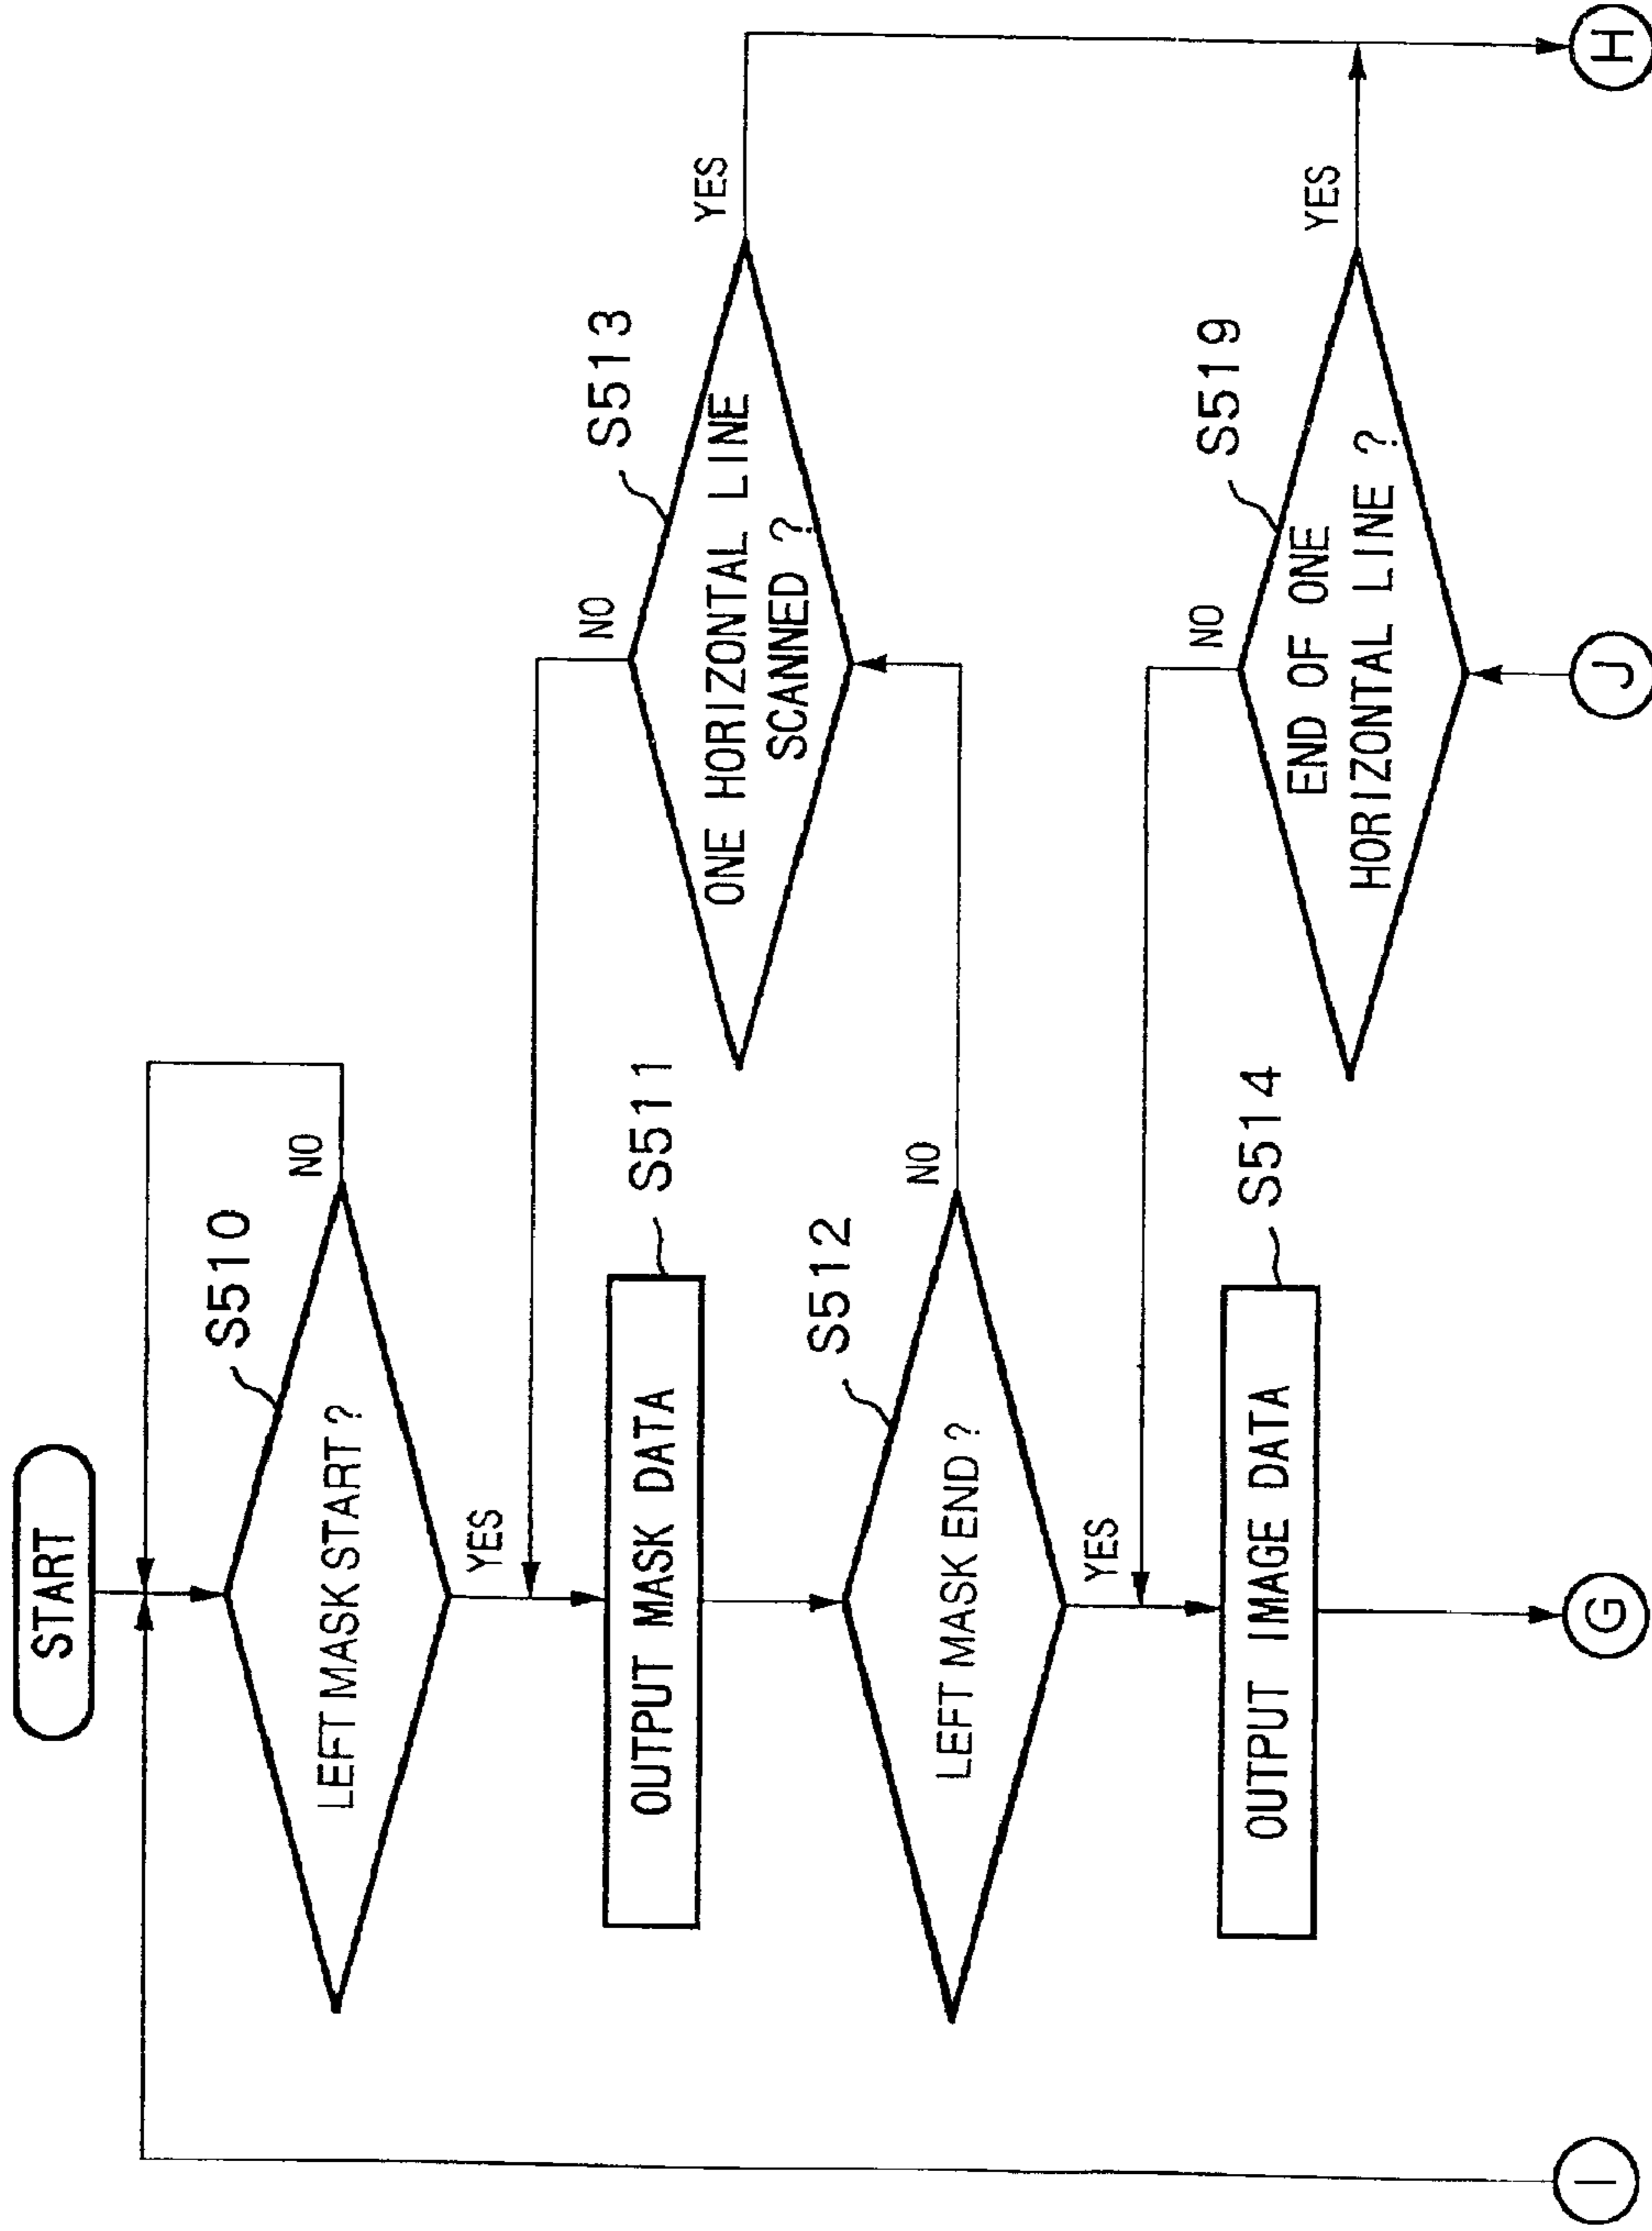 START
S510
LEFT MASK START ?
NO
YES
OUTPUT MASK DATA
S511
NO
S513
ONE HORIZONTAL LINE
SCANNED ?
YES
S512
LEFT MASK END ?
NO
YES
OUTPUT IMAGE DATA
S514
NO
S519
END OF ONE
HORIZONTAL LINE ?
YES
I
G
J
H